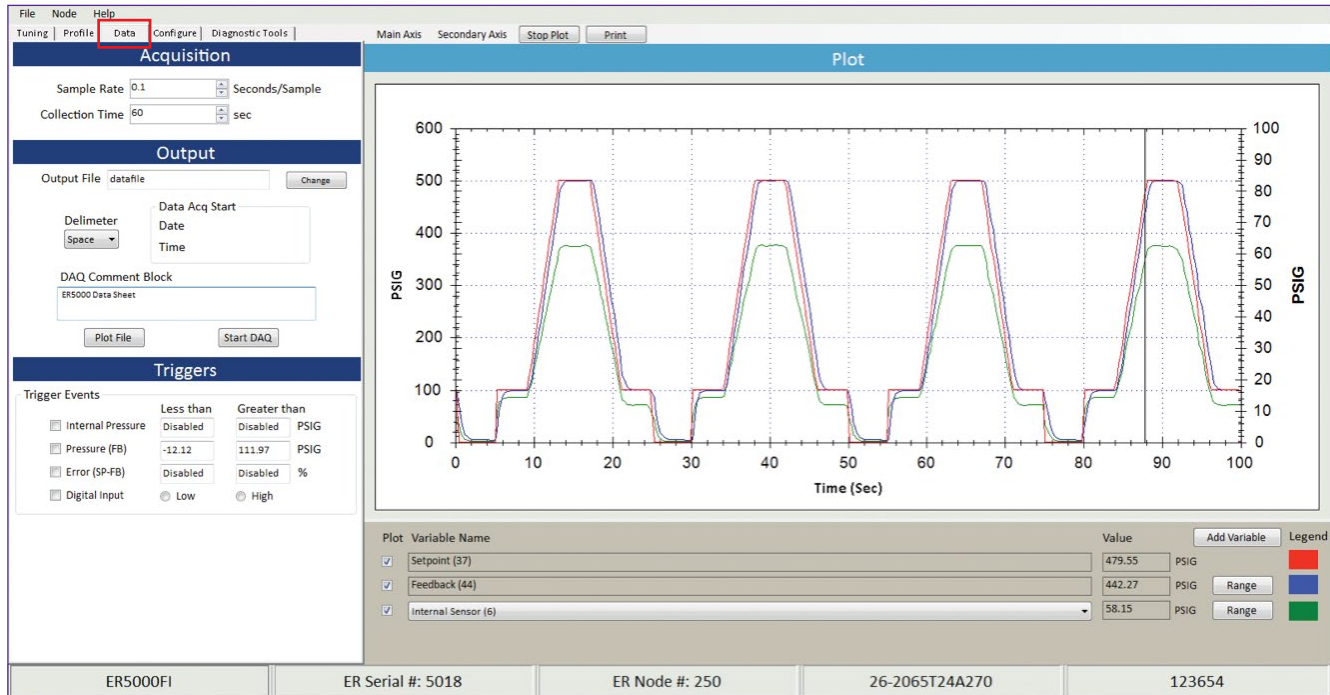 File Node Help
Tuning Profile Data Configure Diagnostic Tools
Main Axis Secondary Axis Stop Plot Print
Acquisition
Sample Rate 0.1 Seconds/Sample
Collection Time 60 sec
Output
Output File datafile Change
Delimeter
Space
Data Acq Start
Date
Time
DAQ Comment Block
ER5000 Data Sheet
Plot File Start DAQ
Triggers
Trigger Events
Less than Greater than
Internal Pressure Disabled Disabled PSIG
Pressure (FB) -12.12 111.97 PSIG
Error (SP-FB) Disabled Disabled %
Digital Input Low High
Plot
600
500
400
300
200
100
0
PSIG
100
90
80
70
60
50
40
30
20
10
0
PSIG
0 10 20 30 40 50 60 70 80 90 100
Time (Sec)
Plot Variable Name Value Add Variable Legend
Setpoint (37) 479.55 PSIG
Feedback (44) 442.27 PSIG Range
Internal Sensor (6) 58.15 PSIG Range
ER5000FI ER Serial #: 5018 ER Node #: 250 26-2065T24A270 123654